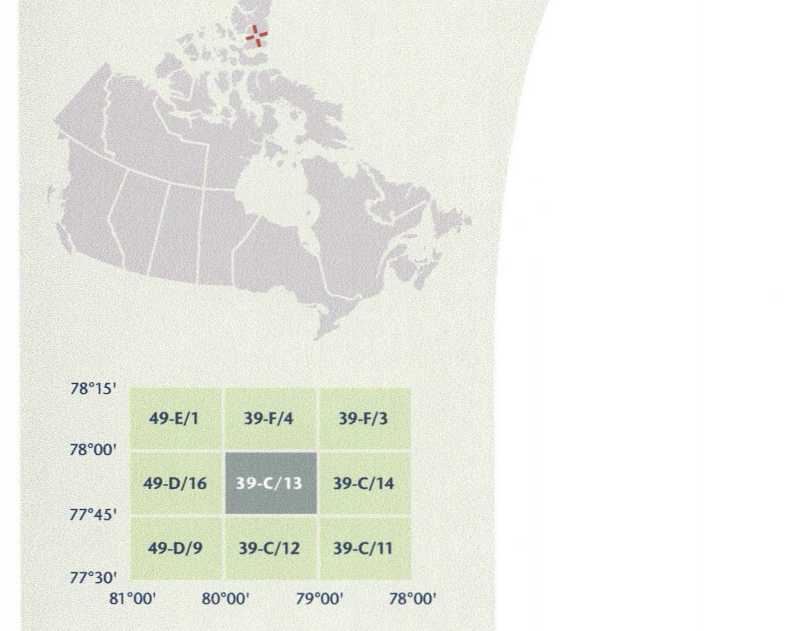 78°15'
49-E/1 39-F/4 39-F/3
78°00'
49-D/16 39-C/13 39-C/14
77°45'
49-D/9 39-C/12 39-C/11
77°30'
81°00' 80°00' 79°00' 78°00'